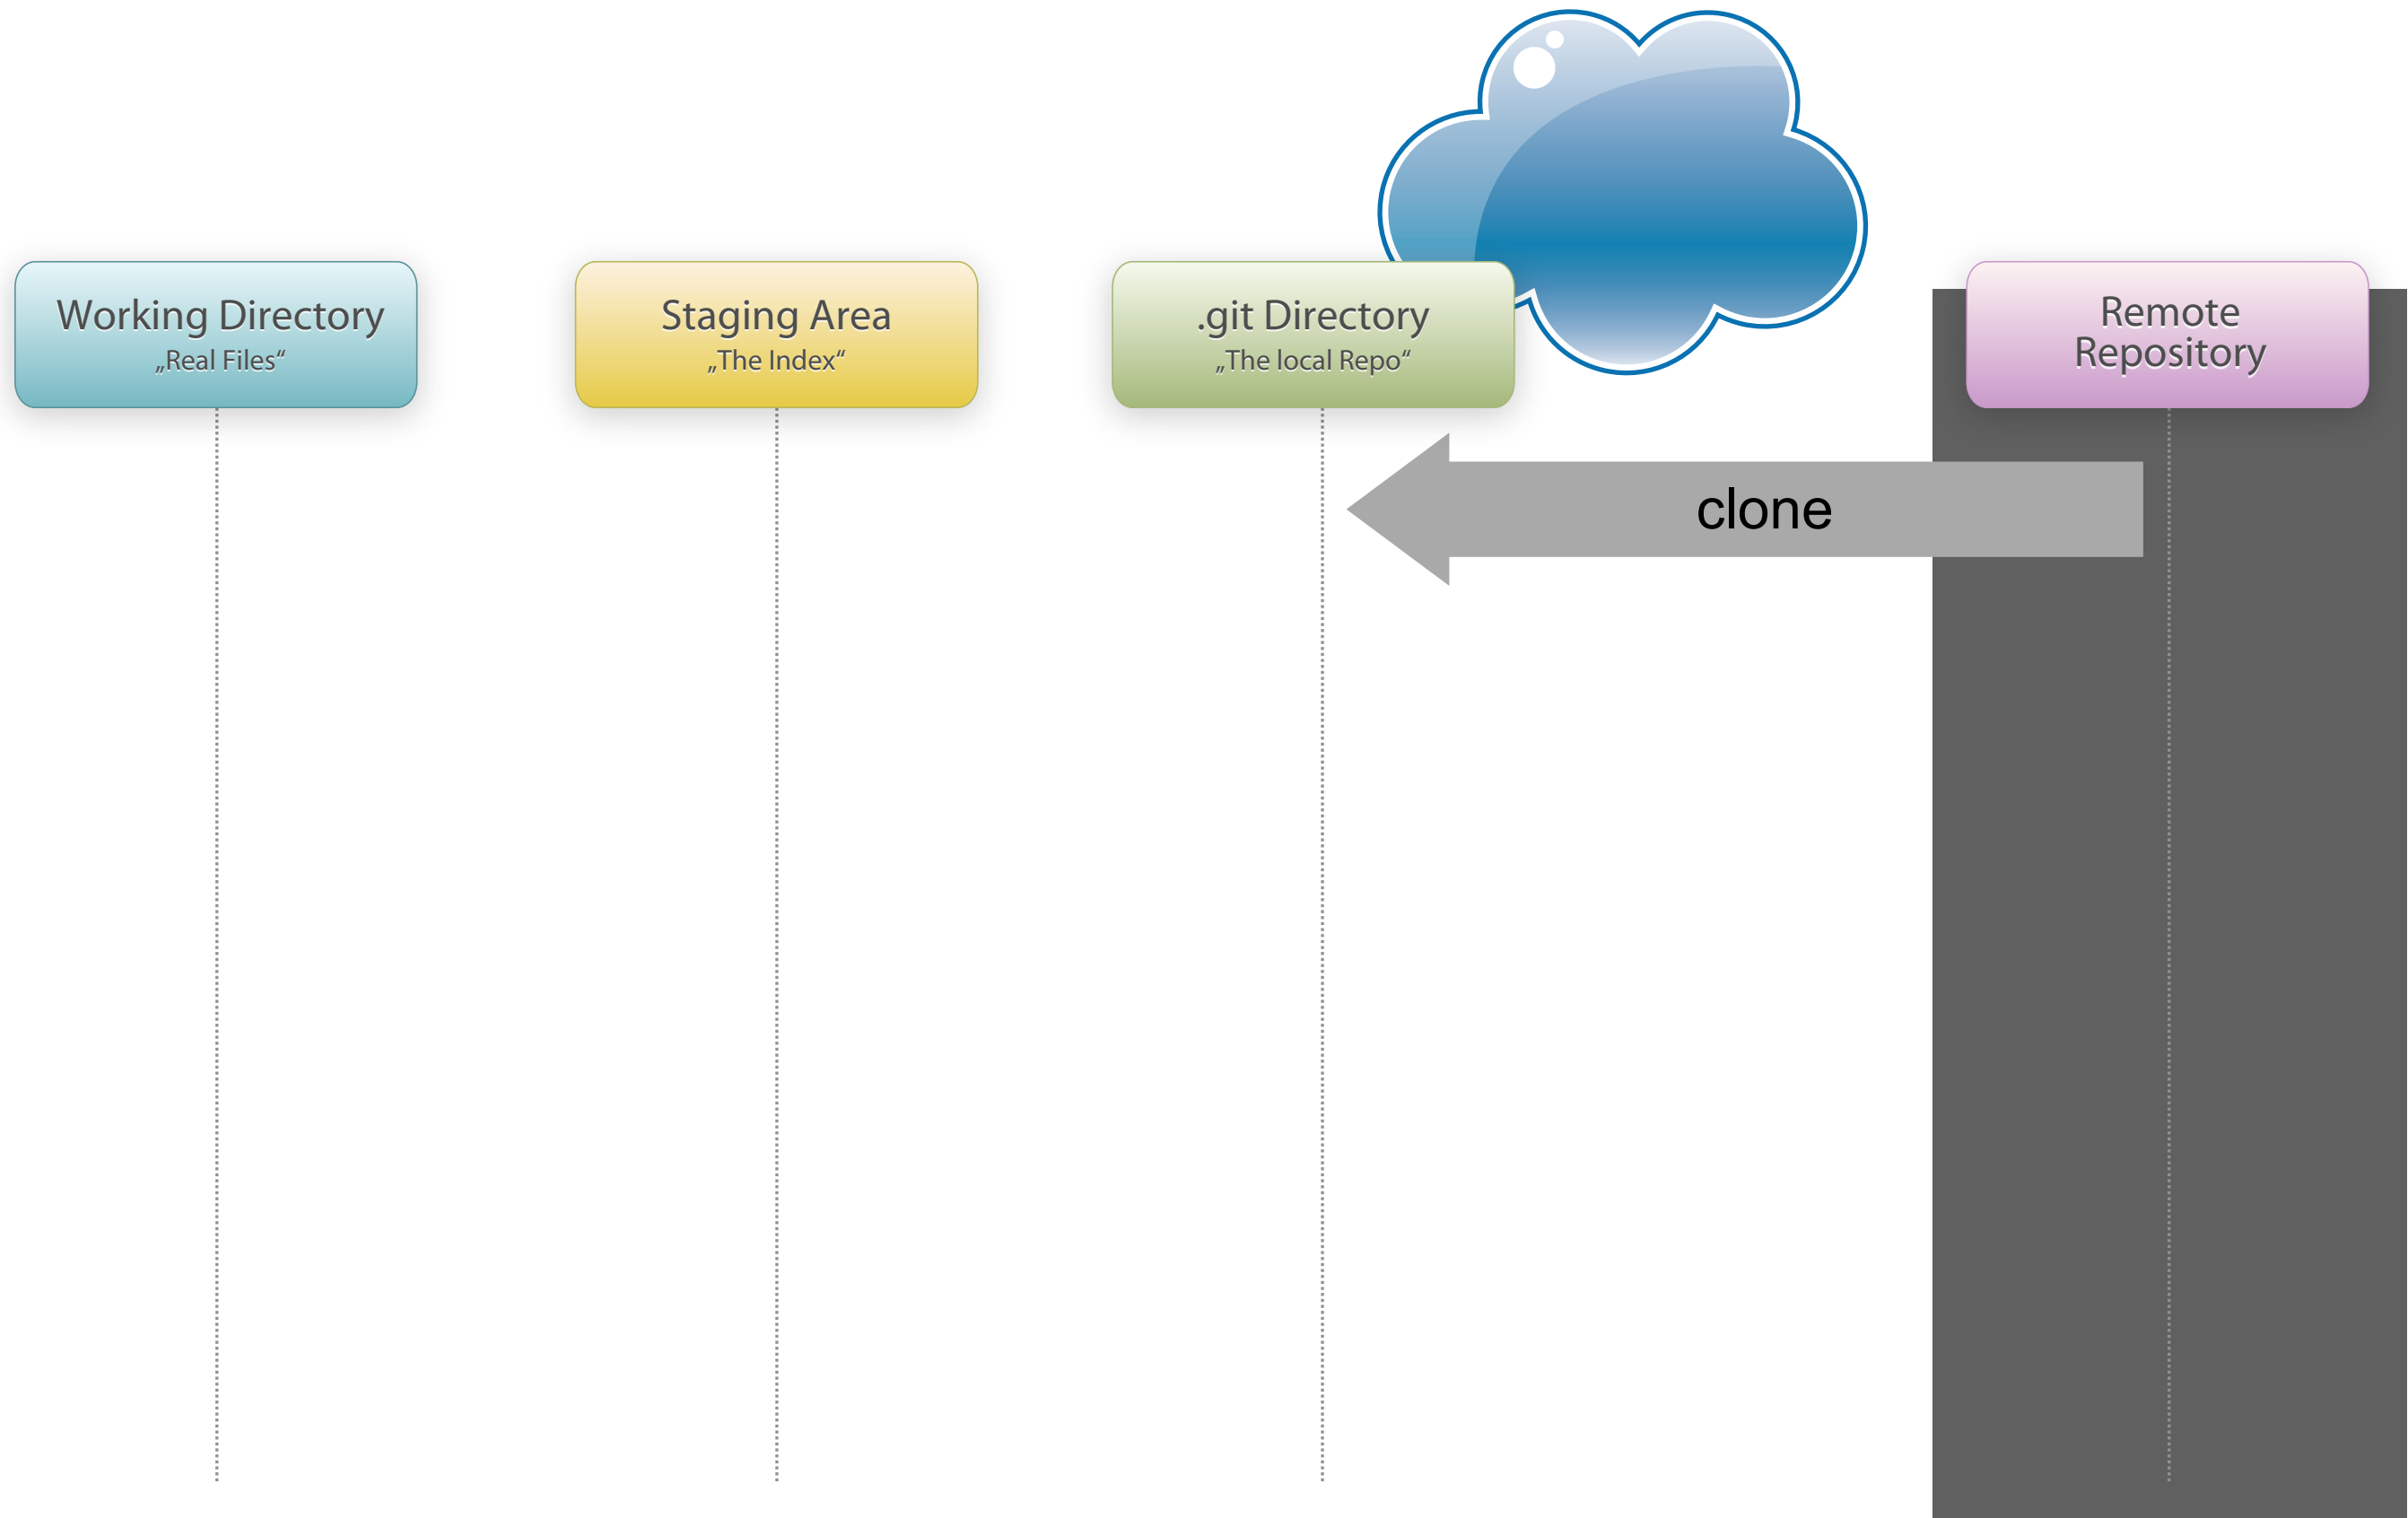 Working Directory
„Real Files“
Staging Area
„The Index“
.git Directory
„The local Repo“
Remote
Repository
clone